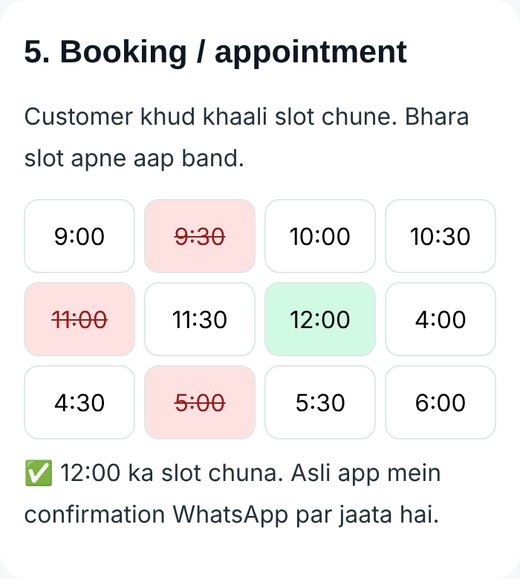 5. Booking / appointment
Customer khud khaali slot chune. Bhara
slot apne aap band.
9:00 9:30 10:00 10:30
11:00 11:30 12:00 4:00
4:30 5:00 5:30 6:00
✅ 12:00 ka slot chuna. Asli app mein
confirmation WhatsApp par jaata hai.